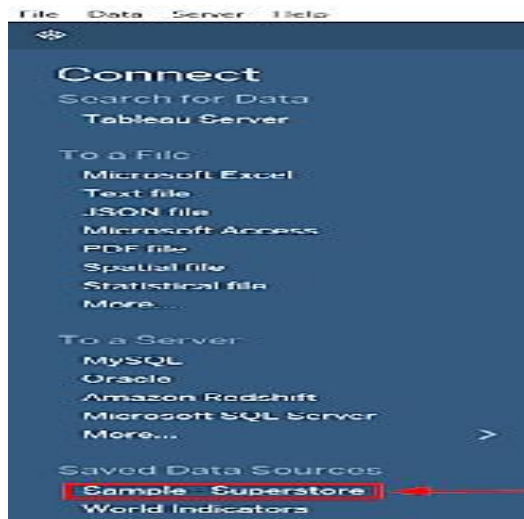 File Data Server Help
Connect
Search for Data
Tableau Server
To a File
Microsoft Excel
Text file
JSON file
Microsoft Access
PDF file
Spatial file
Statistical file
More...
To a Server
MySQL
Oracle
Amazon Redshift
Microsoft SQL Server
More... >
Saved Data Sources
Sample - Superstore
World Indicators